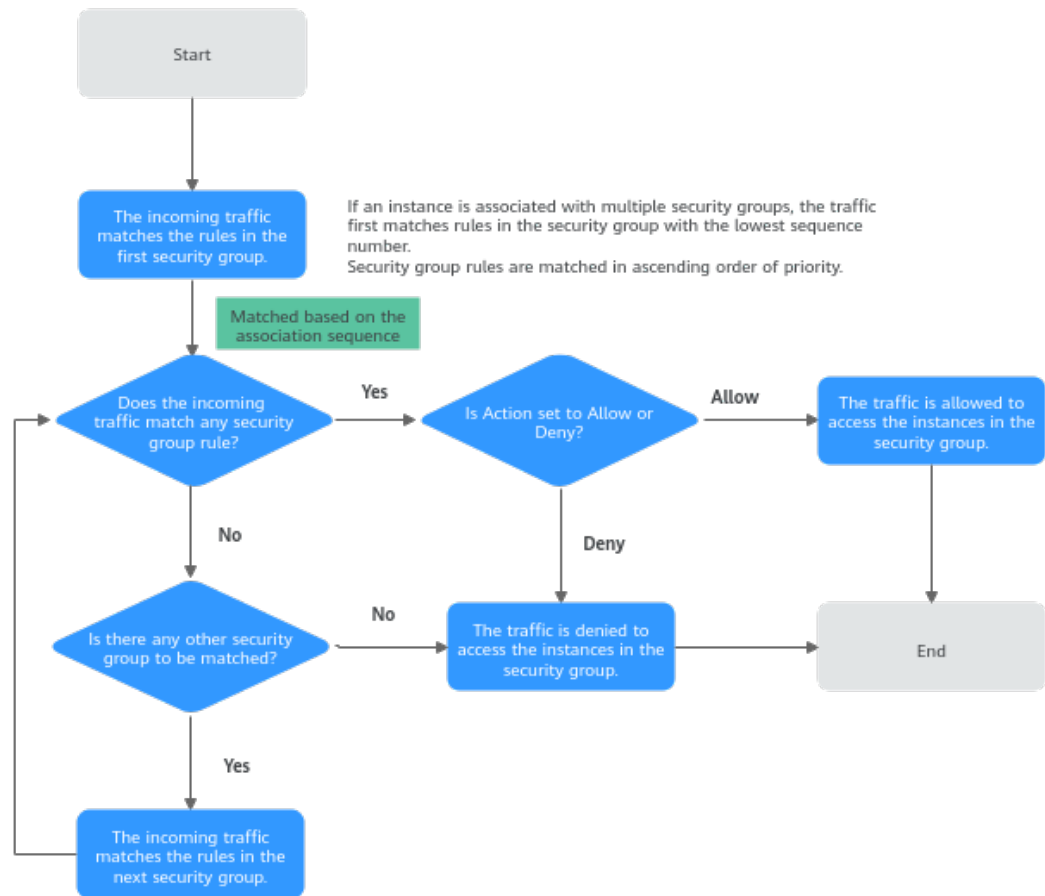 Start
The incoming traffic
matches the rules in the
first security group.
If an instance is associated with multiple security groups, the traffic
first matches rules in the security group with the lowest sequence
number.
Security group rules are matched in ascending order of priority.
Matched based on the
association sequence
Does the incoming
traffic match any security
group rule?
Yes
Is Action set to Allow or
Deny?
Allow
The traffic is allowed to
access the instances in the
security group.
No
Deny
Is there any other security
group to be matched?
No
The traffic is denied to
access the instances in the
security group.
End
Yes
The incoming traffic
matches the rules in the
next security group.